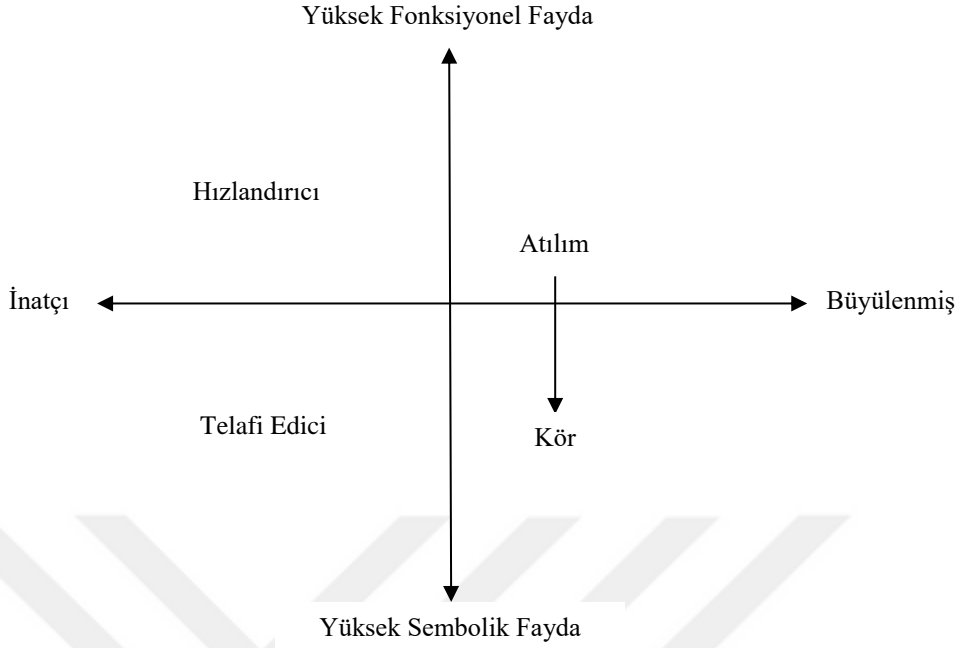 Yüksek Fonksiyonel Fayda
Hızlandırıcı
Atılım
İnatçı
Büyülenmiş
Telafi Edici
Kör
Yüksek Sembolik Fayda